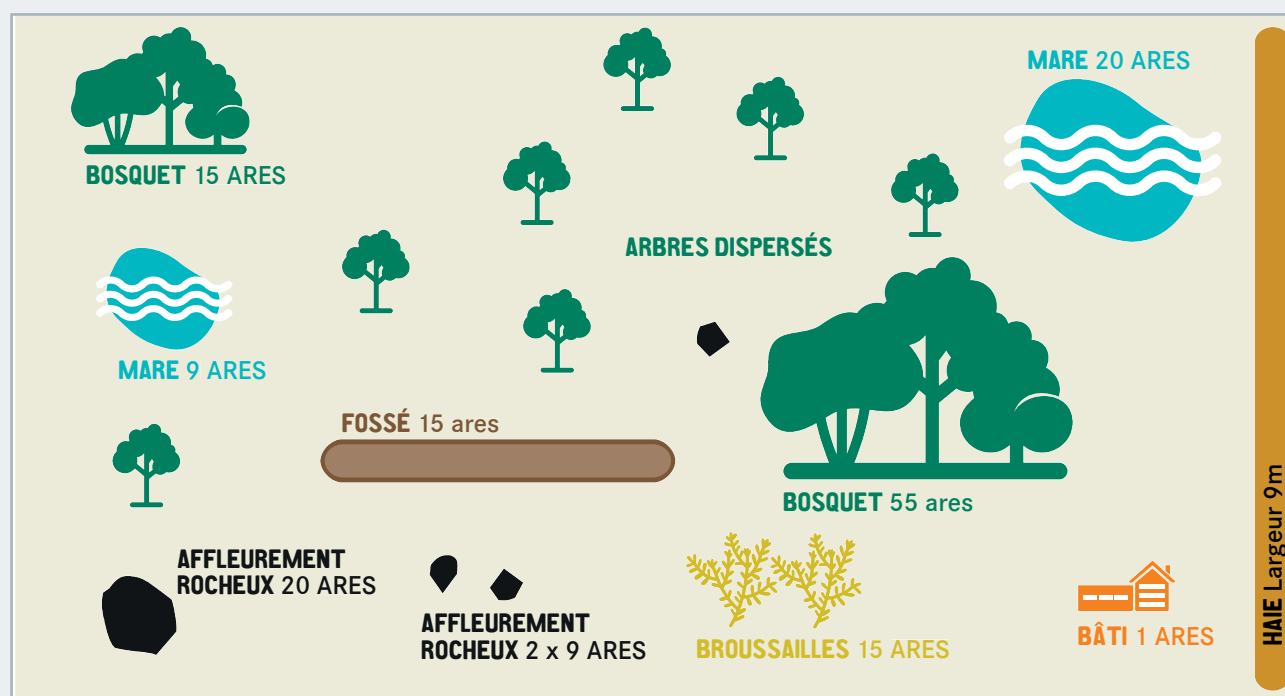 MARE 20 ARES
BOSQUET 15 ARES
ARBRES DISPERSÉS
MARE 9 ARES
FOSSÉ 15 ares
BOSQUET 55 ares
AFFLEUREMENT
ROCHEUX 20 ARES
AFFLEUREMENT
ROCHEUX 2 x 9 ARES
BROUSSAILLES 15 ARES
BÂTI 1 ARES
HAIE Largeur 9m